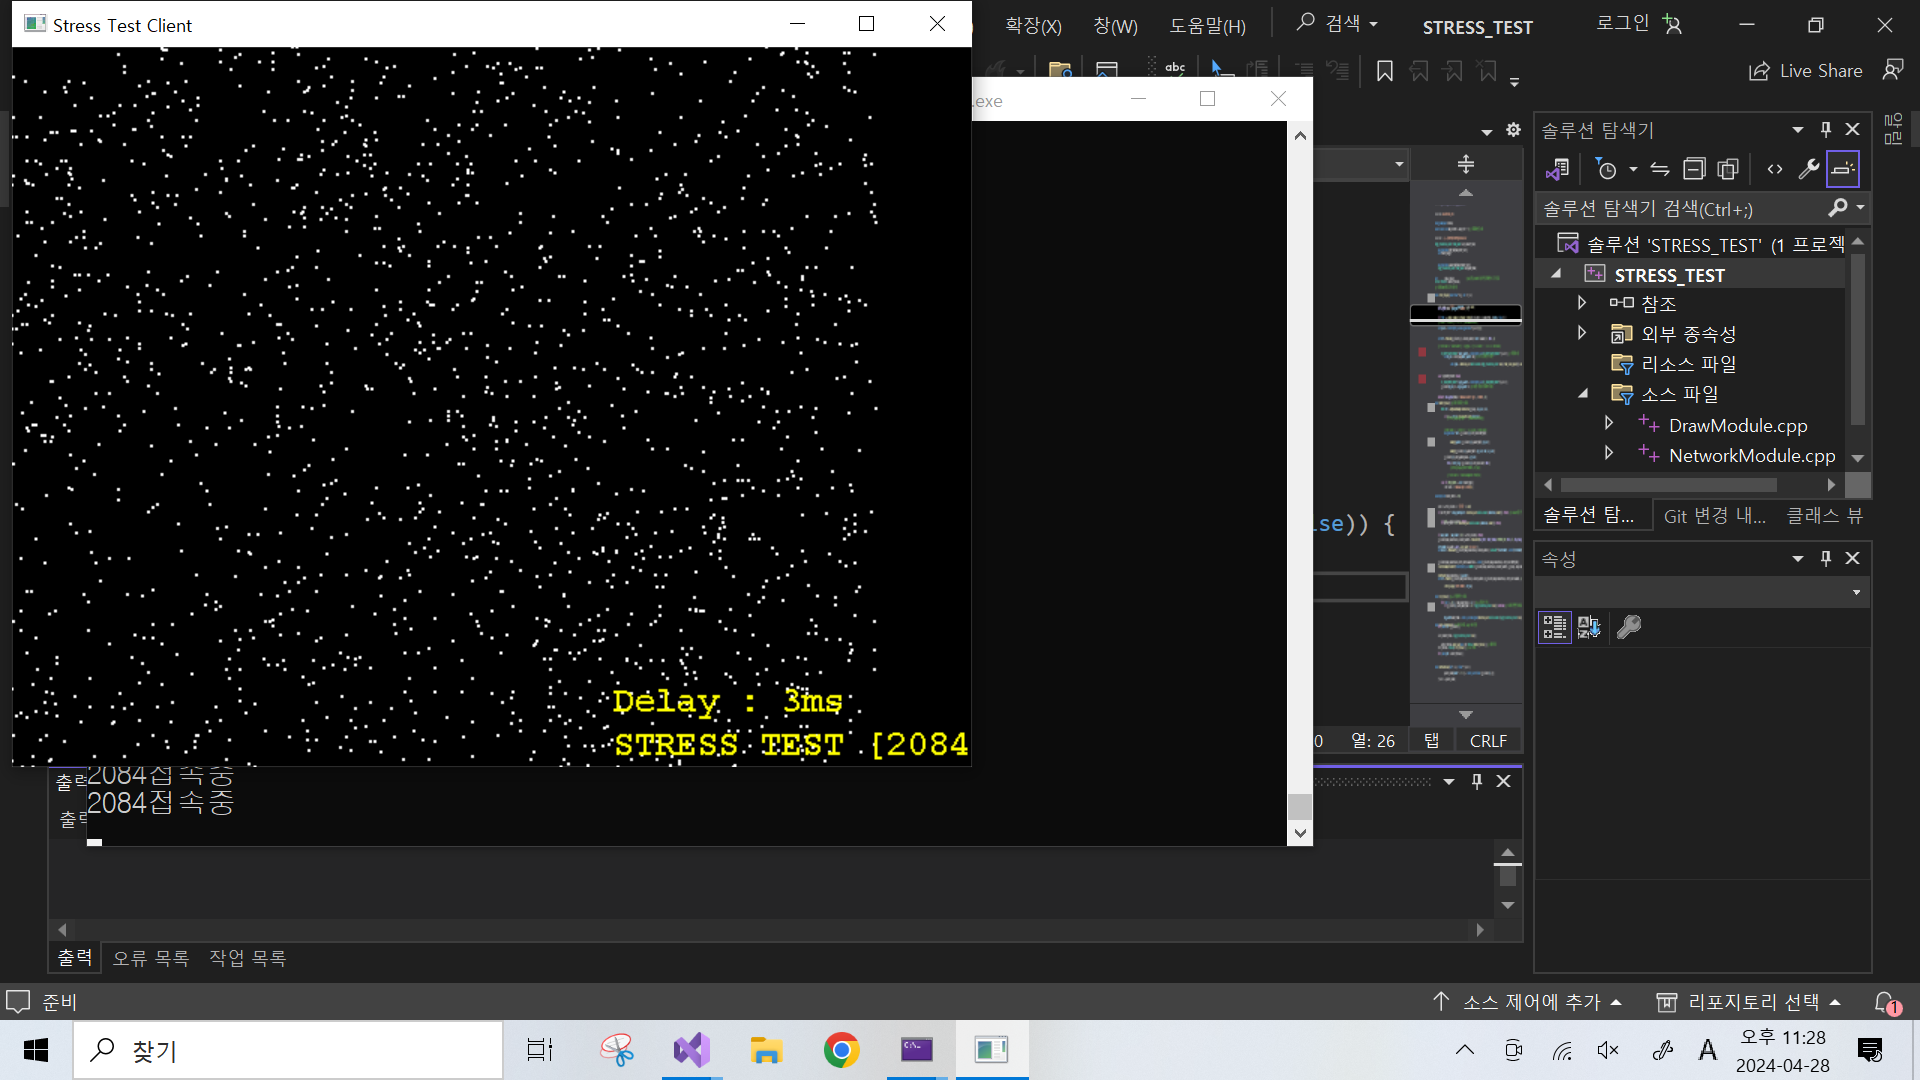 Stress Test Client
확장(X) 창(W) 도움말(H) 검색 STRESS_TEST 로그인
abc
Live Share
.exe
솔루션 탐색기
알림
솔루션 탐색기 검색(Ctrl+;)
솔루션 'STRESS_TEST' (1 프로젝
STRESS_TEST
참조
외부 종속성
리소스 파일
소스 파일
DrawModule.cpp
NetworkModule.cpp
솔루션 탐... Git 변경 내... 클래스 뷰
se)) {
속성
Delay : 3ms
STRESS TEST [2084
0 열: 26 탭 CRLF
2084접속중
2084접속중
출력
출력 오류 목록 작업 목록
준비
소스 제어에 추가 리포지토리 선택 1
찾기
A
오후 11:28
2024-04-28